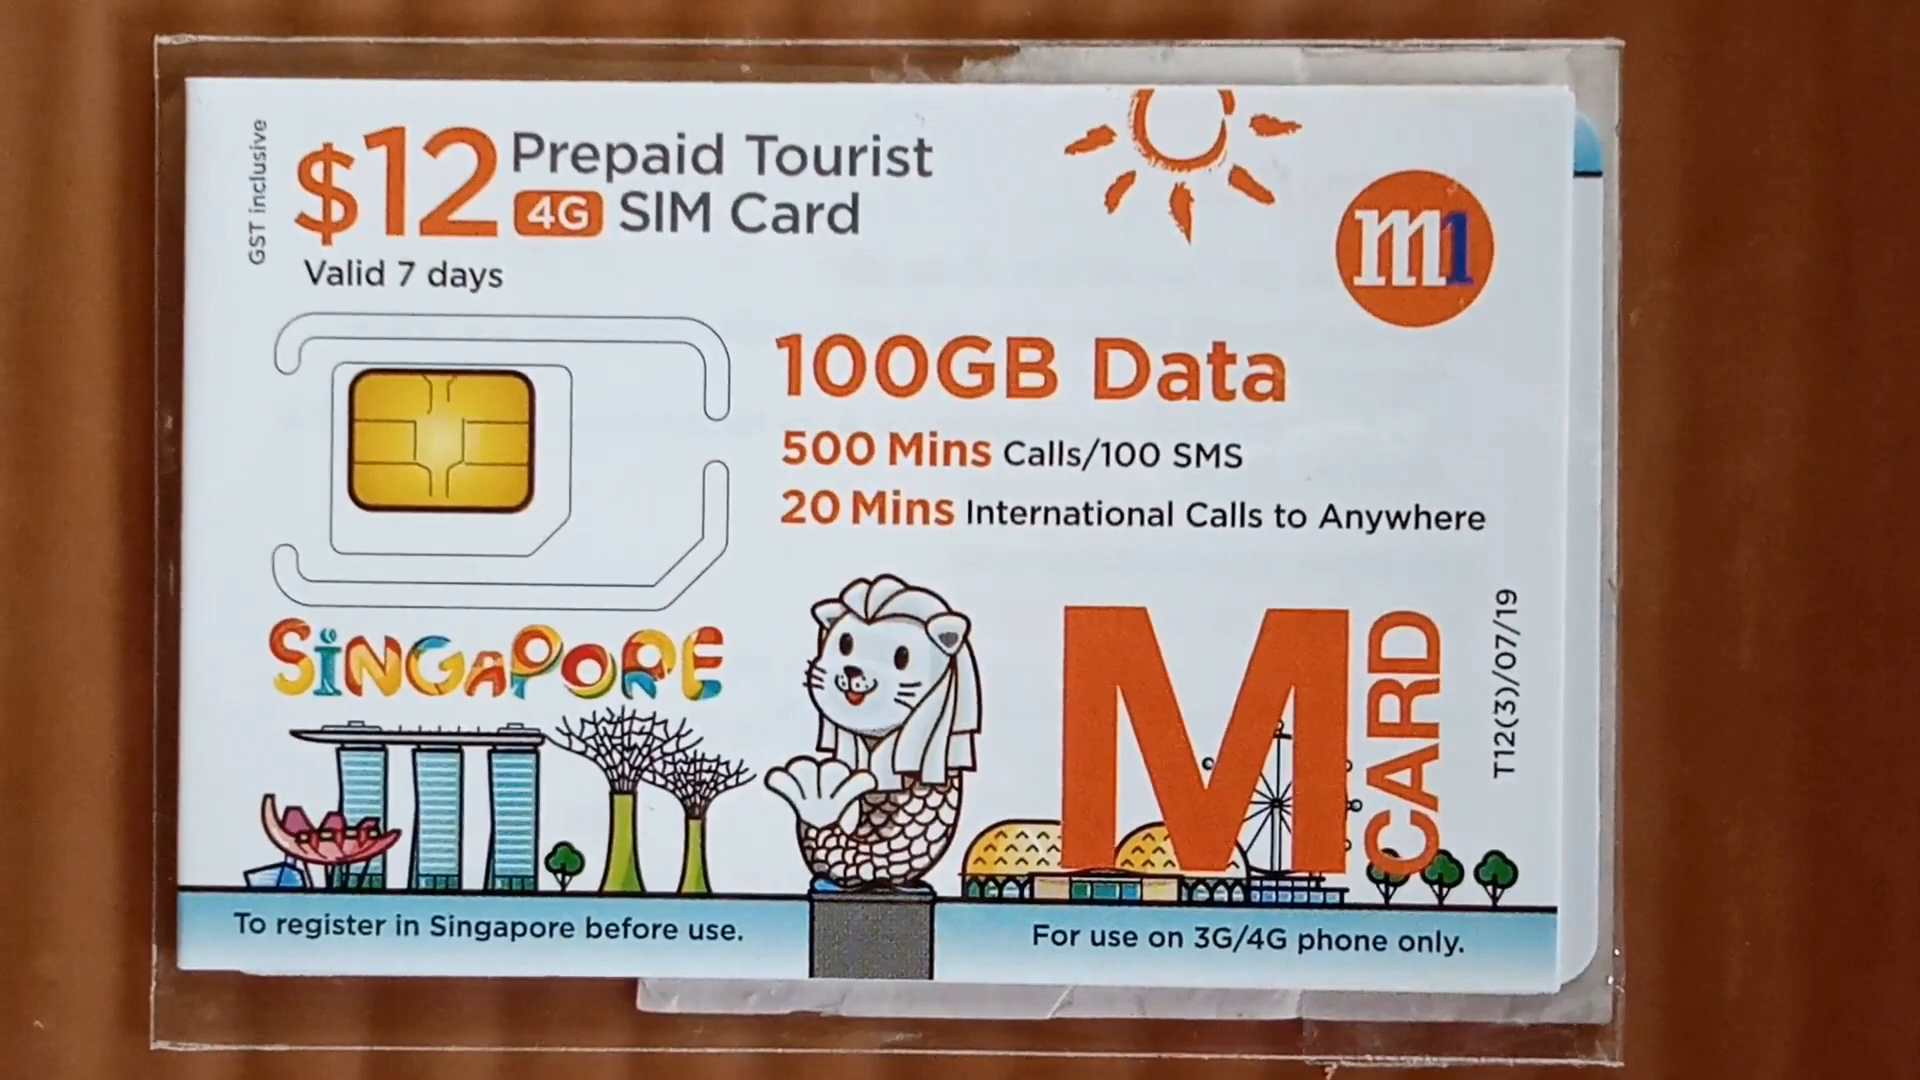 GST inclusive
$12 Prepaid Tourist
4G SIM Card
Valid 7 days
m1
100GB Data
500 Mins Calls/100 SMS
20 Mins International Calls to Anywhere
SiNGAPORE
M CARD
T12(3)/07/19
To register in Singapore before use.
For use on 3G/4G phone only.